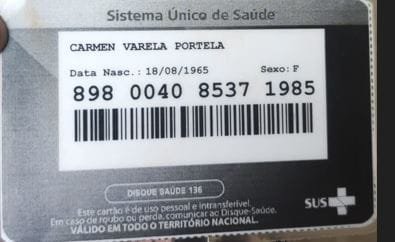 Sistema Único de Saúde
CARMEN VARELA PORTELA
Data Nasc.: 18/08/1965 Sexo: F
898 0040 8537 1985
DISQUE SAÚDE 136
Este cartão é de uso pessoal e intransferível.
Em caso de roubo ou perda, comunicar ao Disque-Saúde.
VÁLIDO EM TODO O TERRITÓRIO NACIONAL.
SUS